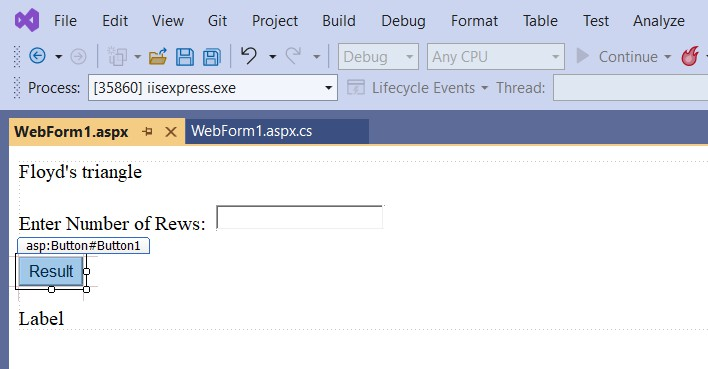 File Edit View Git Project Build Debug Format Table Test Analyze
Debug Any CPU Continue
Process: [35860] iisexpress.exe Lifecycle Events Thread:
WebForm1.aspx WebForm1.aspx.cs
Floyd's triangle
Enter Number of Rews:
asp:Button#Button1
Result
Label